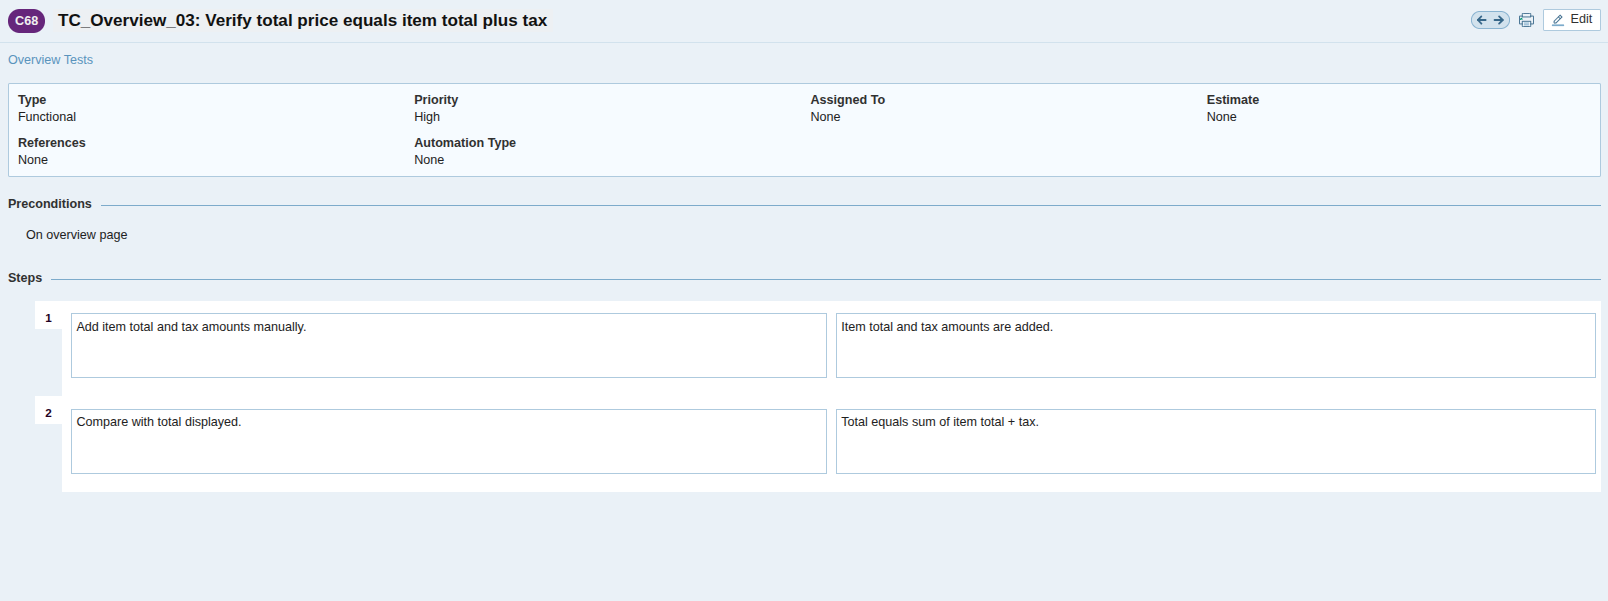 C68 TC_Overview_03: Verify total price equals item total plus tax Edit
Overview Tests
Type Priority Assigned To Estimate
Functional High None None
References Automation Type
None None
Preconditions
On overview page
Steps
1 Add item total and tax amounts manually. Item total and tax amounts are added.
2 Compare with total displayed. Total equals sum of item total + tax.